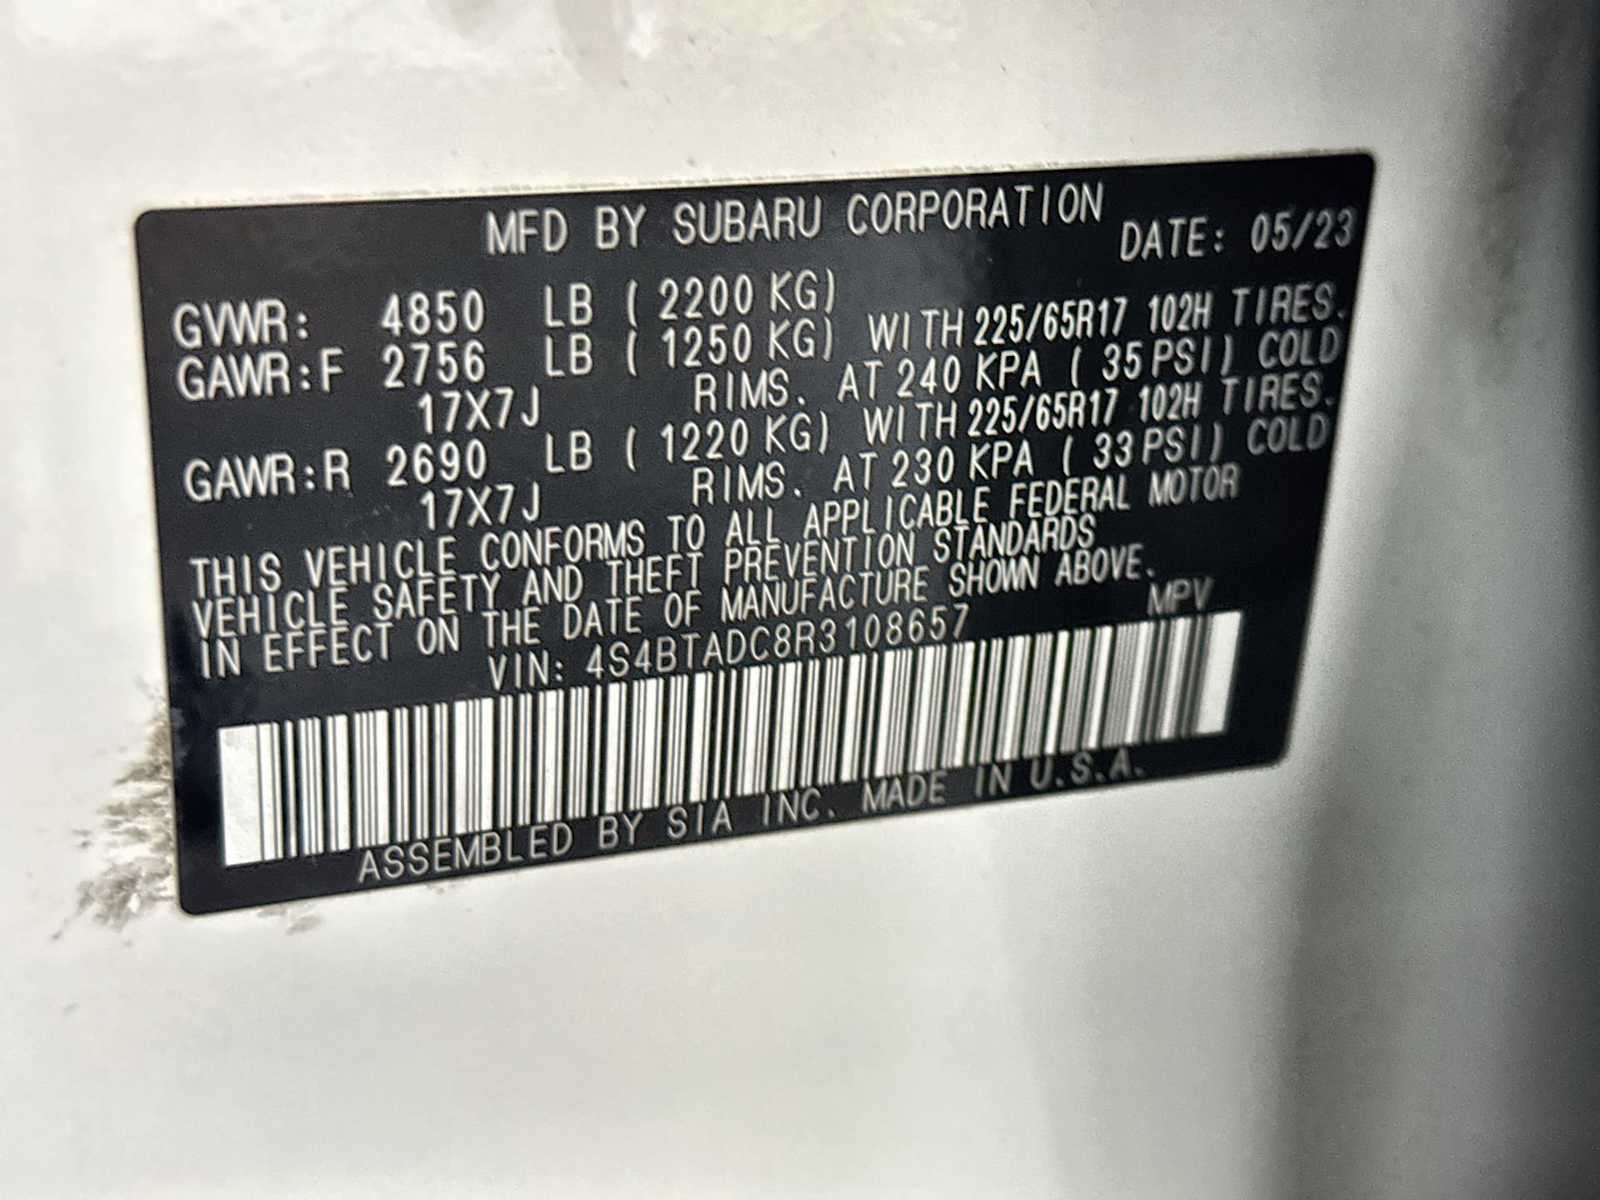 MFD BY SUBARU CORPORATION DATE: 05/23
GVWR: 4850 LB ( 2200 KG)
GAWR:F 2756 LB ( 1250 KG) WITH 225/65R17 102H TIRES.
17X7J RIMS. AT 240 KPA ( 35 PSI) COLD
GAWR:R 2690 LB ( 1220 KG) WITH 225/65R17 102H TIRES.
17X7J RIMS. AT 230 KPA ( 33 PSI) COLD
THIS VEHICLE CONFORMS TO ALL APPLICABLE FEDERAL MOTOR
VEHICLE SAFETY AND THEFT PREVENTION STANDARDS
IN EFFECT ON THE DATE OF MANUFACTURE SHOWN ABOVE.
VIN: 4S4BTADC8R3108657 MPV
ASSEMBLED BY SIA INC. MADE IN U.S.A.